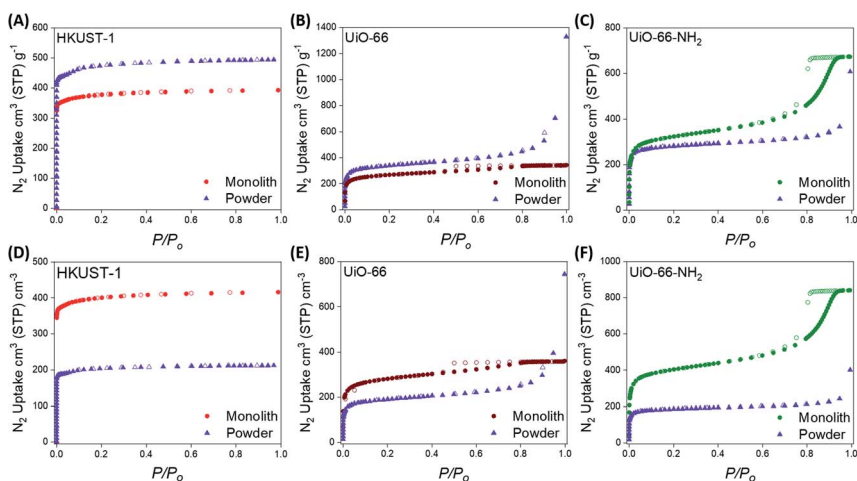 (A)
HKUST-1
N₂ Uptake cm³ (STP) g⁻¹
600
500
400
300
200
100
0
0.0 0.2 0.4 0.6 0.8 1.0
P/Pₒ
Monolith
Powder
(B)
UiO-66
N₂ Uptake cm³ (STP) g⁻¹
1400
1200
1000
800
600
400
200
0
0.0 0.2 0.4 0.6 0.8 1.0
P/Pₒ
Monolith
Powder
(C)
UiO-66-NH₂
N₂ Uptake cm³ (STP) g⁻¹
800
600
400
200
0
0.0 0.2 0.4 0.6 0.8 1.0
P/Pₒ
Monolith
Powder
(D)
HKUST-1
N₂ Uptake cm³ (STP) cm⁻³
500
400
300
200
100
0
0.0 0.2 0.4 0.6 0.8 1.0
P/Pₒ
Monolith
Powder
(E)
UiO-66
N₂ Uptake cm³ (STP) cm⁻³
800
600
400
200
0
0.0 0.2 0.4 0.6 0.8 1.0
P/Pₒ
Monolith
Powder
(F)
UiO-66-NH₂
N₂ Uptake cm³ (STP) cm⁻³
1000
800
600
400
200
0
0.0 0.2 0.4 0.6 0.8 1.0
P/Pₒ
Monolith
Powder